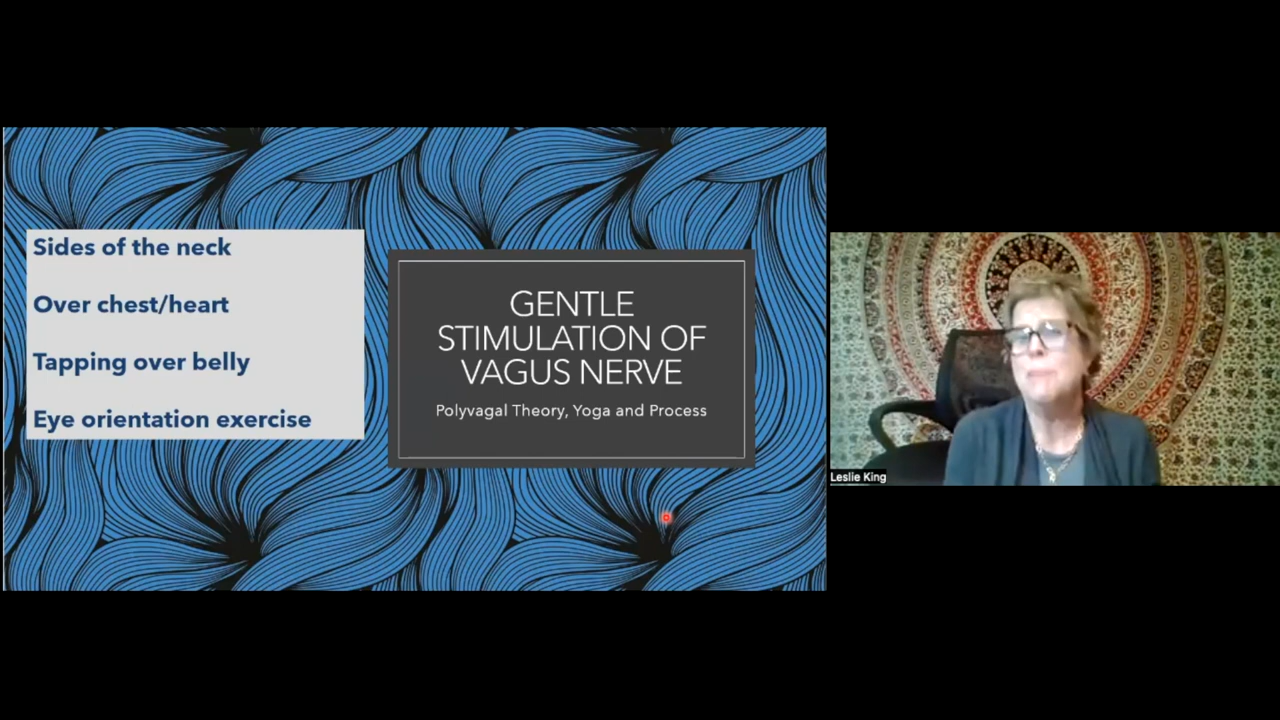 Sides of the neck
Over chest/heart
Tapping over belly
Eye orientation exercise
GENTLE
STIMULATION OF
VAGUS NERVE
Polyvagal Theory, Yoga and Process
Leslie King